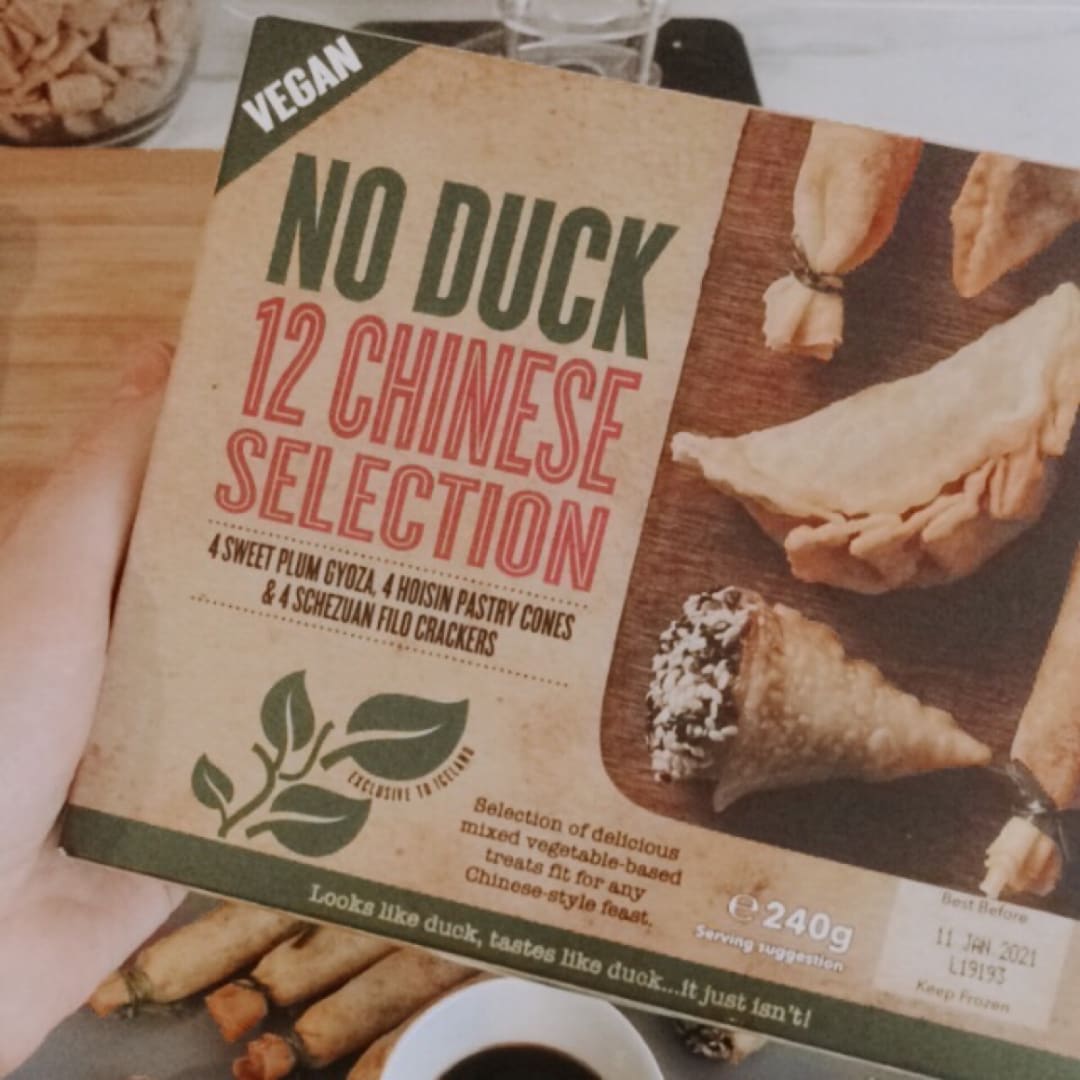 VEGAN
NO DUCK
12 CHINESE
SELECTION
4 SWEET PLUM GYOZA, 4 HOISIN PASTRY CONES
& 4 SCHEZUAN FILO CRACKERS
EXCLUSIVE TO ICELAND
Selection of delicious
mixed vegetable-based
treats fit for any
Chinese-style feast.
℮ 240g
Serving suggestion
Best Before
11 JAN 2021
L19193
Keep Frozen
Looks like duck, tastes like duck...it just isn't!